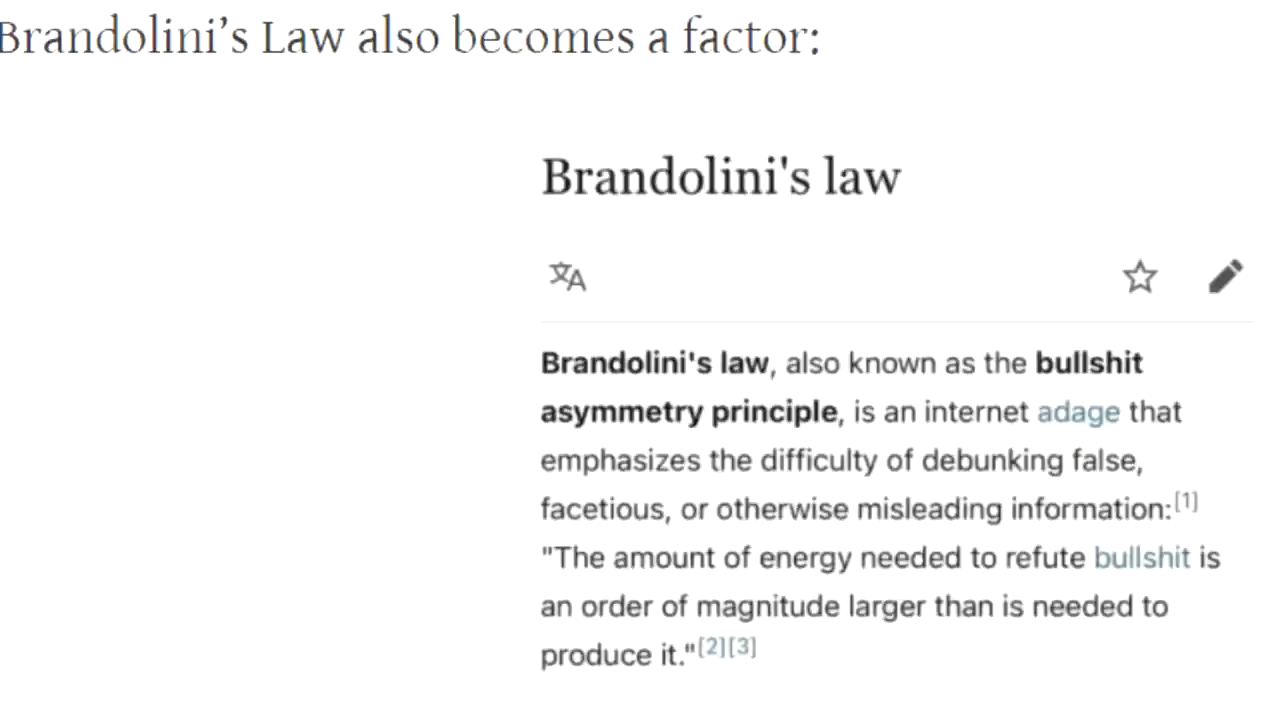 Brandolini’s Law also becomes a factor:
Brandolini's law
Brandolini's law, also known as the bullshit
asymmetry principle, is an internet adage that
emphasizes the difficulty of debunking false,
facetious, or otherwise misleading information:[1]
"The amount of energy needed to refute bullshit is
an order of magnitude larger than is needed to
produce it."[2][3]